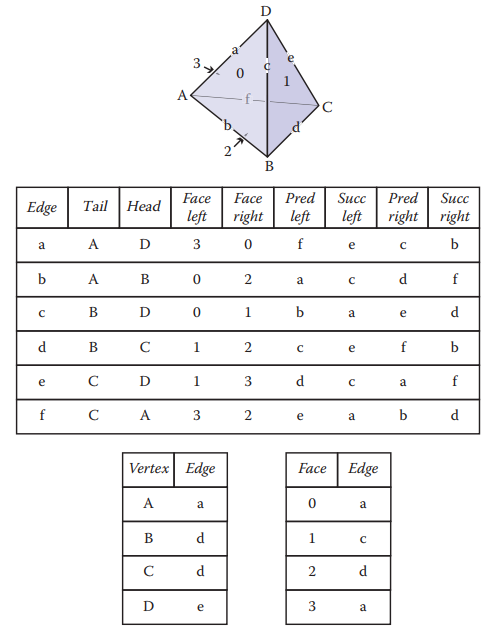 D
a
e
3
c
0
1
A
f
C
b
d
2
B
Edge Tail Head Face left Face right Pred left Succ left Pred right Succ right
a A D 3 0 f e c b
b A B 0 2 a c d f
c B D 0 1 b a e d
d B C 1 2 c e f b
e C D 1 3 d c a f
f C A 3 2 e a b d
Vertex Edge
A a
B d
C d
D e
Face Edge
0 a
1 c
2 d
3 a